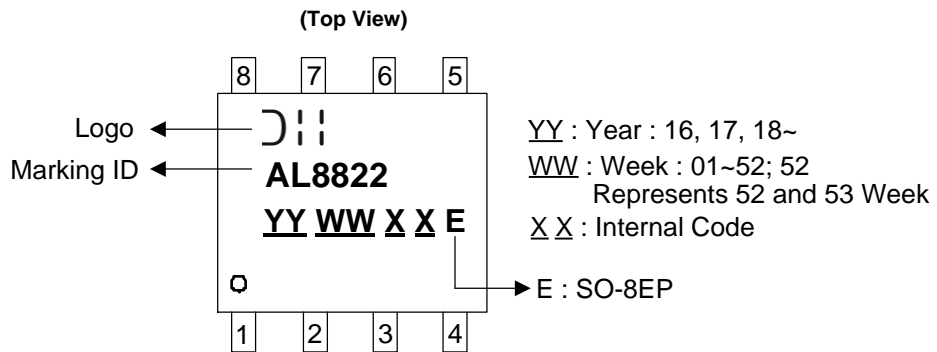 (Top View)
8 7 6 5
Logo
Marking ID
AL8822
YY WW X X E
YY : Year : 16, 17, 18~
WW : Week : 01~52; 52
Represents 52 and 53 Week
X X : Internal Code
E : SO-8EP
1 2 3 4